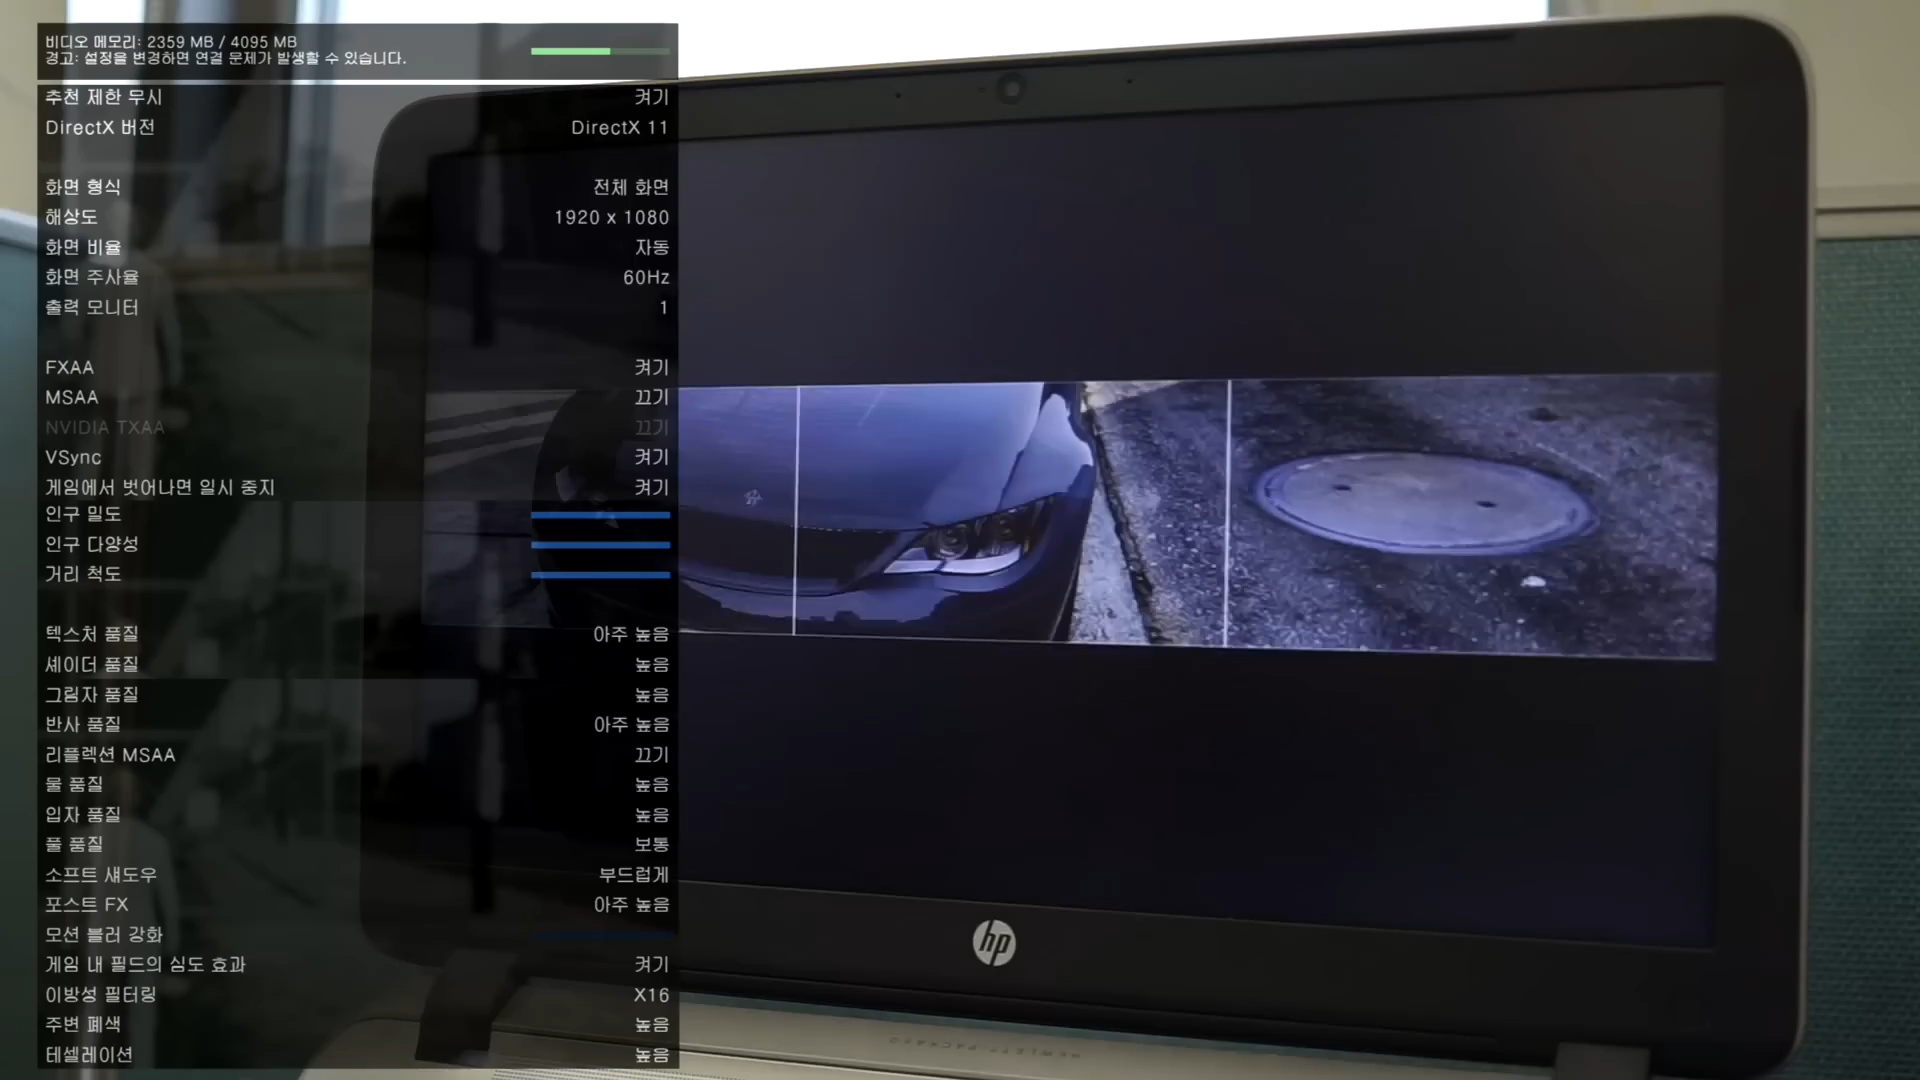 비디오 메모리: 2359 MB / 4095 MB
경고: 설정을 변경하면 연결 문제가 발생할 수 있습니다.
추천 제한 무시 켜기
DirectX 버전 DirectX 11
화면 형식 전체 화면
해상도 1920 x 1080
화면 비율 자동
화면 주사율 60Hz
출력 모니터 1
FXAA 켜기
MSAA 끄기
NVIDIA TXAA 끄기
VSync 켜기
게임에서 벗어나면 일시 중지 켜기
인구 밀도
인구 다양성
거리 척도
텍스처 품질 아주 높음
셰이더 품질 높음
그림자 품질 높음
반사 품질 아주 높음
리플렉션 MSAA 끄기
물 품질 높음
입자 품질 높음
풀 품질 보통
소프트 섀도우 부드럽게
포스트 FX 아주 높음
모션 블러 강화
hp
게임 내 필드의 심도 효과 켜기
이방성 필터링 X16
주변 폐색 높음
HEWLETT-PACKARD
테셀레이션 높음